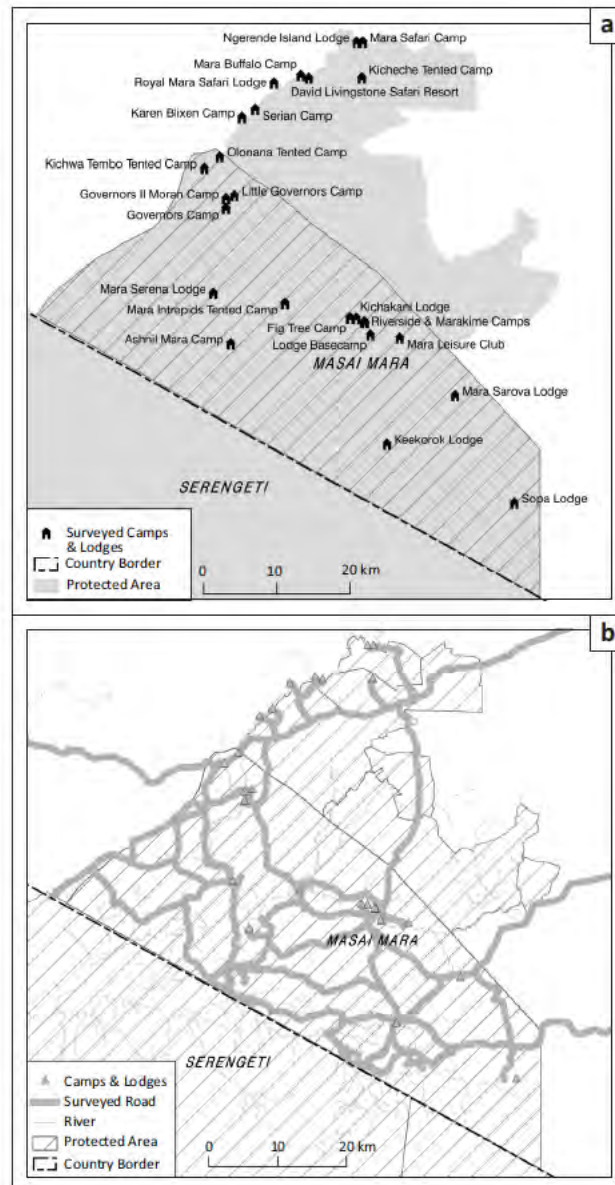 a
Ngerende Island Lodge
Mara Safari Camp
Mara Buffalo Camp
Kicheche Tented Camp
Royal Mara Safari Lodge
David Livingstone Safari Resort
Karen Blixen Camp
Serian Camp
Olonana Tented Camp
Kichwa Tembo Tented Camp
Governors II Moran Camp
Little Governors Camp
Governors Camp
Mara Serena Lodge
Mara Intrepids Tented Camp
Kichakani Lodge
Fig Tree Camp
Riverside & Marakime Camps
Ashnil Mara Camp
Lodge Basecamp
Mara Leisure Club
MASAI MARA
Mara Sarova Lodge
Keekorok Lodge
SERENGETI
Sopa Lodge
Surveyed Camps
& Lodges
Country Border
Protected Area
0 10 20 km
b
MASAI MARA
SERENGETI
Camps & Lodges
Surveyed Road
River
Protected Area
Country Border
0 10 20 km